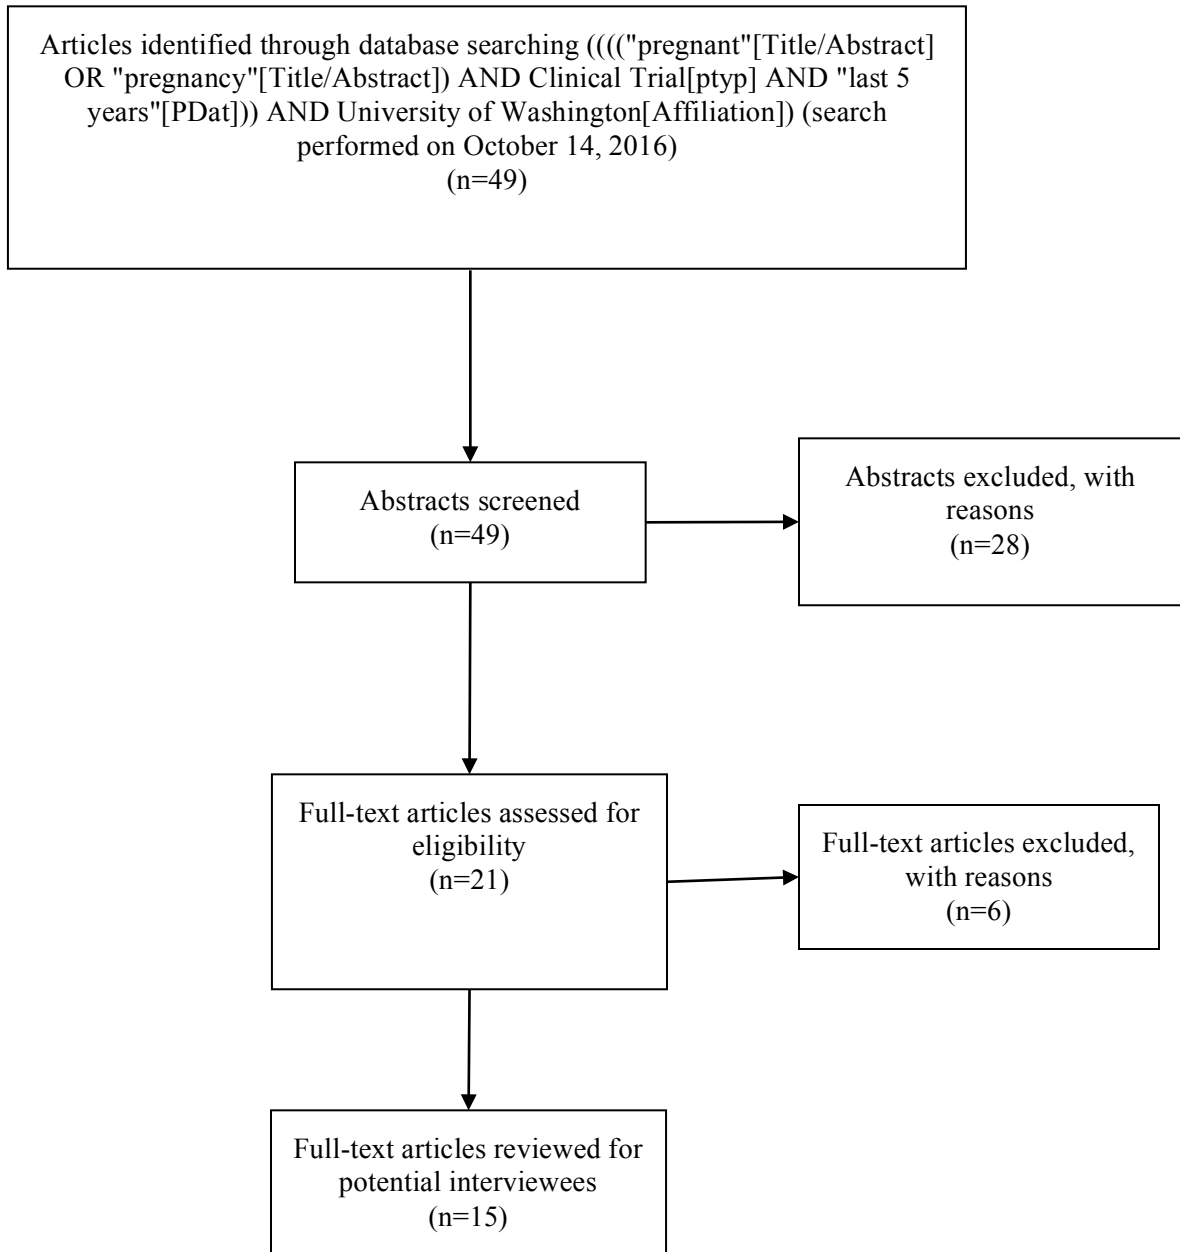 Articles identified through database searching (((("pregnant"[Title/Abstract]
OR "pregnancy"[Title/Abstract]) AND Clinical Trial[ptyp] AND "last 5
years"[PDat])) AND University of Washington[Affiliation]) (search
performed on October 14, 2016)
(n=49)
Abstracts screened
(n=49)
Abstracts excluded, with
reasons
(n=28)
Full-text articles assessed for
eligibility
(n=21)
Full-text articles excluded,
with reasons
(n=6)
Full-text articles reviewed for
potential interviewees
(n=15)